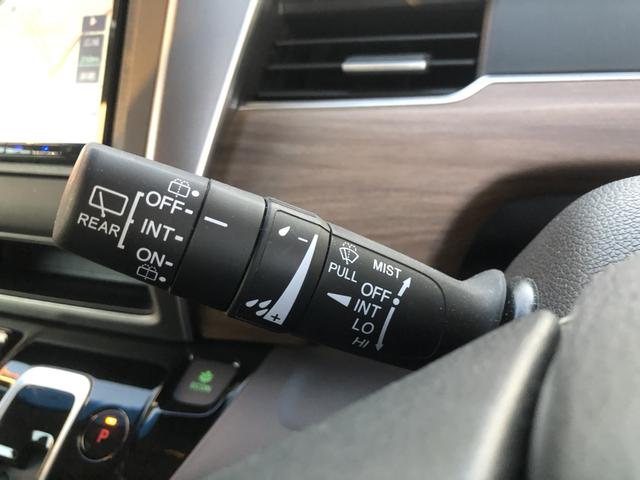 OFF
INT
ON
REAR
-
+
PULL
MIST
OFF
INT
LO
HI
P
ECON